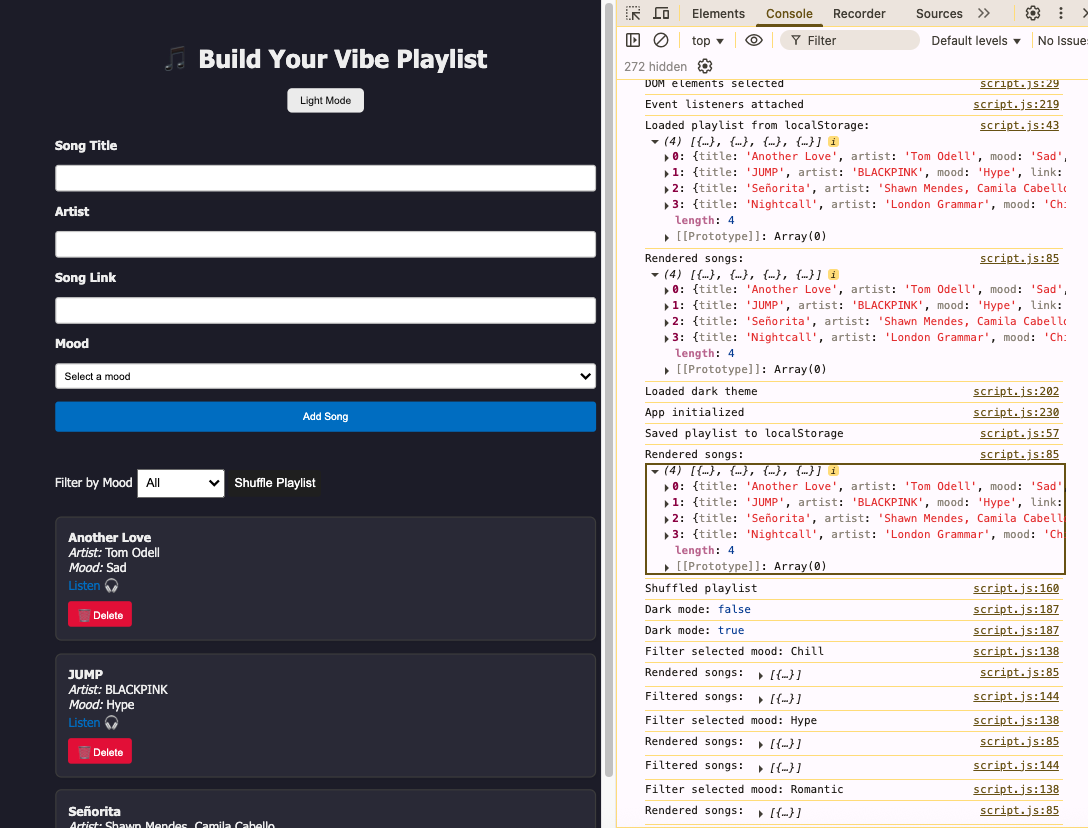 Build Your Vibe Playlist
Light Mode
Song Title
Artist
Song Link
Mood
Select a mood
Add Song
Filter by Mood All Shuffle Playlist
Another Love
Artist: Tom Odell
Mood: Sad
Listen 🎧
Delete
JUMP
Artist: BLACKPINK
Mood: Hype
Listen 🎧
Delete
Señorita
Artist: Shawn Mendes, Camila Cabello
Elements Console Recorder Sources
top Filter Default levels No Issue
272 hidden
DOM elements selected script.js:29
Event listeners attached script.js:219
Loaded playlist from localStorage: script.js:43
(4) [{…}, {…}, {…}, {…}] i
0: {title: 'Another Love', artist: 'Tom Odell', mood: 'Sad',
1: {title: 'JUMP', artist: 'BLACKPINK', mood: 'Hype', link:
2: {title: 'Señorita', artist: 'Shawn Mendes, Camila Cabello
3: {title: 'Nightcall', artist: 'London Grammar', mood: 'Chi
length: 4
[[Prototype]]: Array(0)
Rendered songs: script.js:85
(4) [{…}, {…}, {…}, {…}] i
0: {title: 'Another Love', artist: 'Tom Odell', mood: 'Sad',
1: {title: 'JUMP', artist: 'BLACKPINK', mood: 'Hype', link:
2: {title: 'Señorita', artist: 'Shawn Mendes, Camila Cabello
3: {title: 'Nightcall', artist: 'London Grammar', mood: 'Chi
length: 4
[[Prototype]]: Array(0)
Loaded dark theme script.js:202
App initialized script.js:230
Saved playlist to localStorage script.js:57
Rendered songs: script.js:85
(4) [{…}, {…}, {…}, {…}] i
0: {title: 'Another Love', artist: 'Tom Odell', mood: 'Sad'
1: {title: 'JUMP', artist: 'BLACKPINK', mood: 'Hype', link:
2: {title: 'Señorita', artist: 'Shawn Mendes, Camila Cabell
3: {title: 'Nightcall', artist: 'London Grammar', mood: 'Ch
length: 4
[[Prototype]]: Array(0)
Shuffled playlist script.js:160
Dark mode: false script.js:187
Dark mode: true script.js:187
Filter selected mood: Chill script.js:138
Rendered songs: [{…}] script.js:85
Filtered songs: [{…}] script.js:144
Filter selected mood: Hype script.js:138
Rendered songs: [{…}] script.js:85
Filtered songs: [{…}] script.js:144
Filter selected mood: Romantic script.js:138
Rendered songs: [{…}] script.js:85